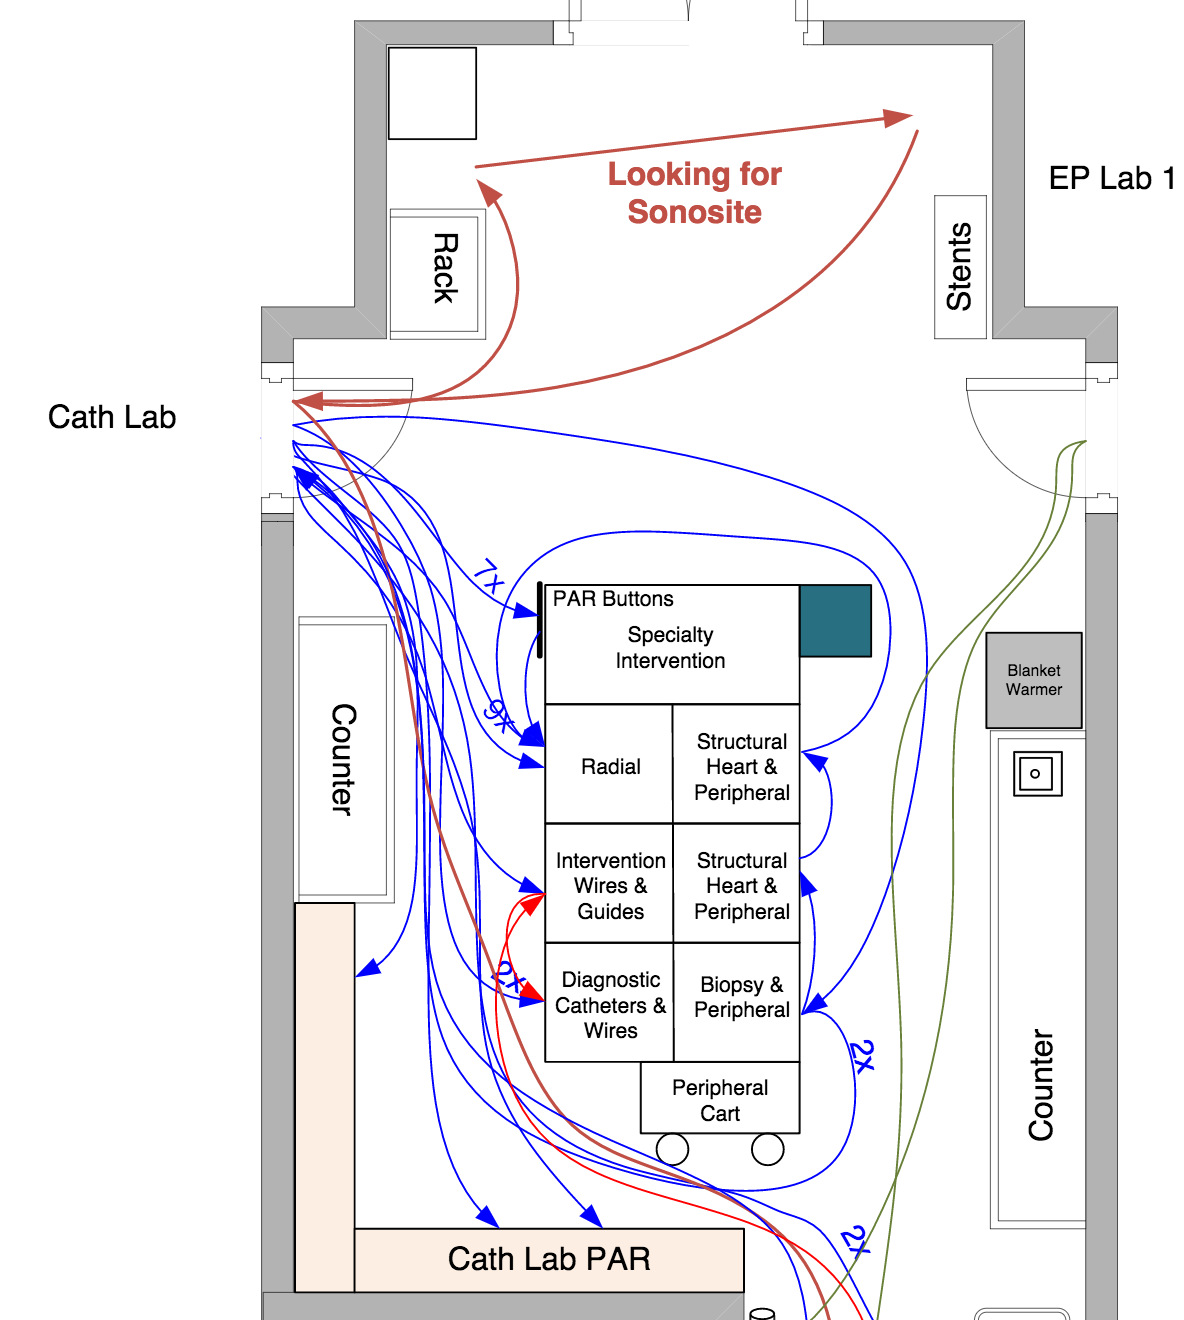 Looking for
Sonosite
EP Lab 1
Rack
Stents
Cath Lab
7x
PAR Buttons
Specialty
Intervention
Blanket
Warmer
9x
Counter
Radial
Structural
Heart &
Peripheral
Intervention
Wires &
Guides
Structural
Heart &
Peripheral
2x
Diagnostic
Catheters &
Wires
Biopsy &
Peripheral
2x
Counter
Peripheral
Cart
2x
Cath Lab PAR